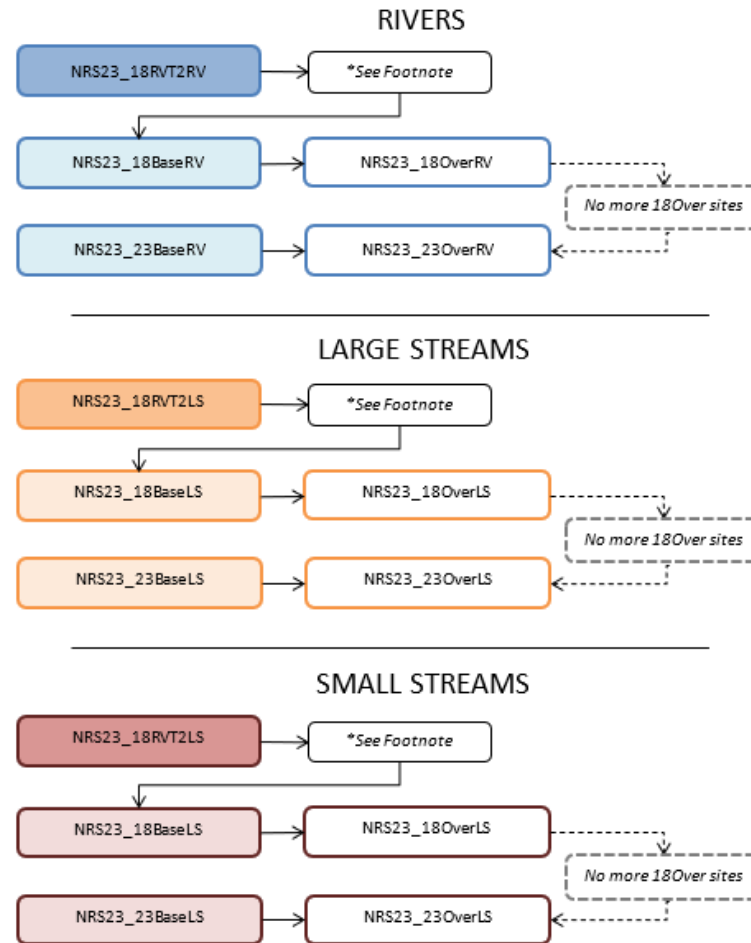 RIVERS
NRS23_18RVT2RV
*See Footnote
NRS23_18BaseRV
NRS23_18OverRV
No more 18Over sites
NRS23_23BaseRV
NRS23_23OverRV
LARGE STREAMS
NRS23_18RVT2LS
*See Footnote
NRS23_18BaseLS
NRS23_18OverLS
No more 18Over sites
NRS23_23BaseLS
NRS23_23OverLS
SMALL STREAMS
NRS23_18RVT2LS
*See Footnote
NRS23_18BaseLS
NRS23_18OverLS
No more 18Over sites
NRS23_23BaseLS
NRS23_23OverLS